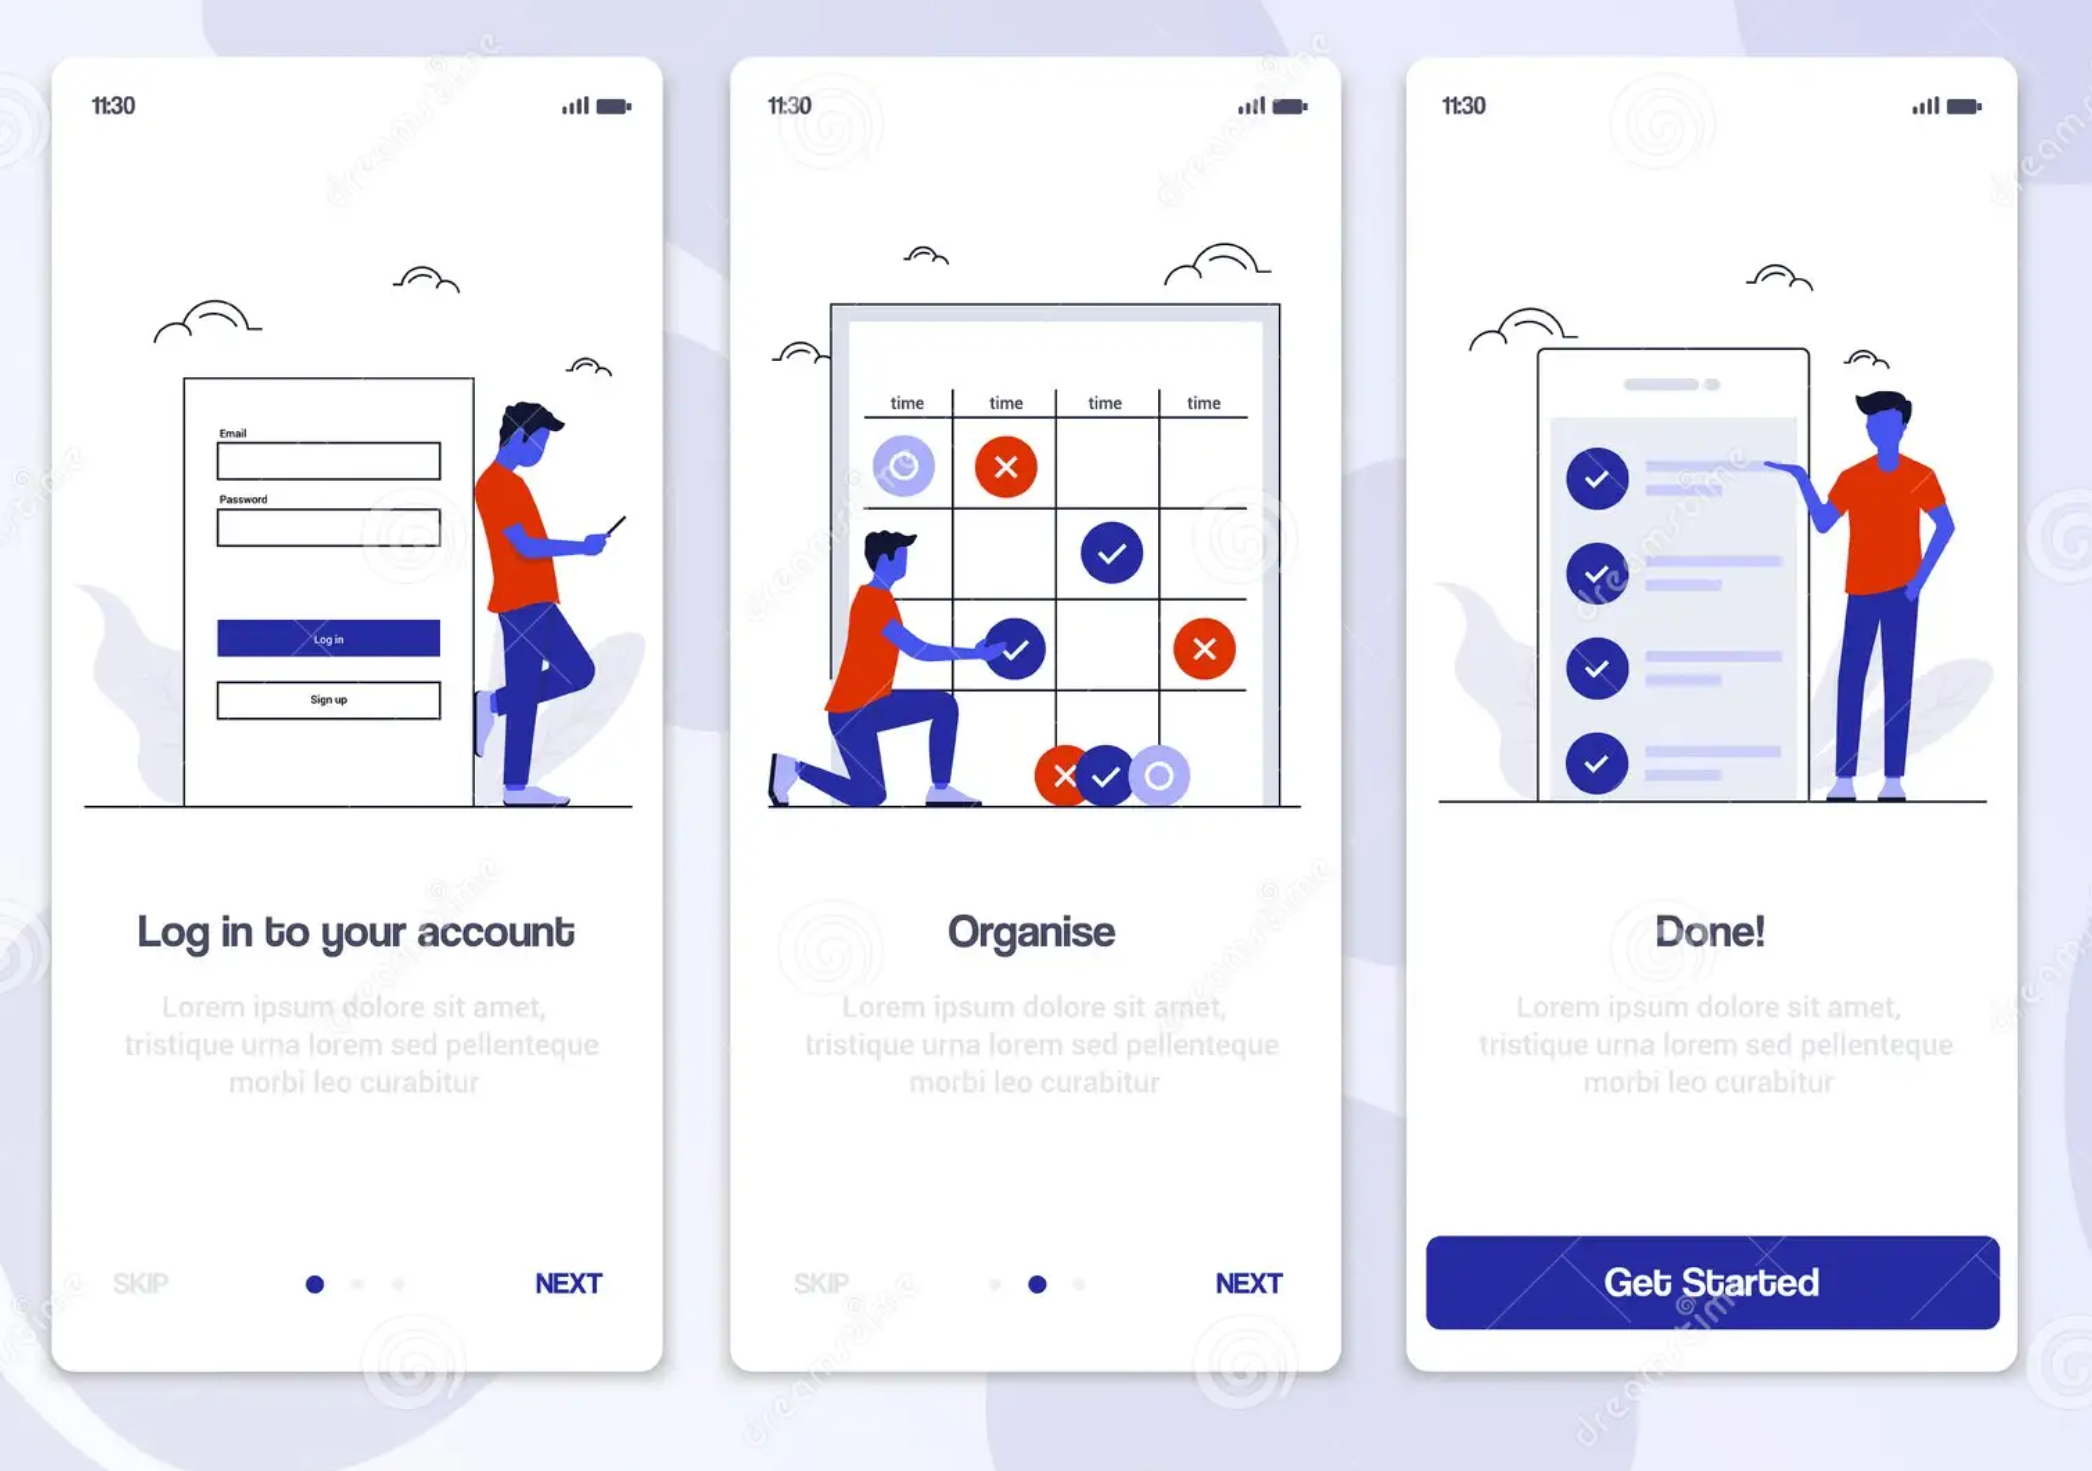 11:30
Email
Password
Log in
Sign up
Log in to your account
Lorem ipsum dolore sit amet,
tristique urna lorem sed pellenteque
morbi leo curabitur
SKIP
NEXT
11:30
time time time time
Organise
Lorem ipsum dolore sit amet,
tristique urna lorem sed pellenteque
morbi leo curabitur
SKIP
NEXT
11:30
Done!
Lorem ipsum dolore sit amet,
tristique urna lorem sed pellenteque
morbi leo curabitur
Get Started
dreamstime